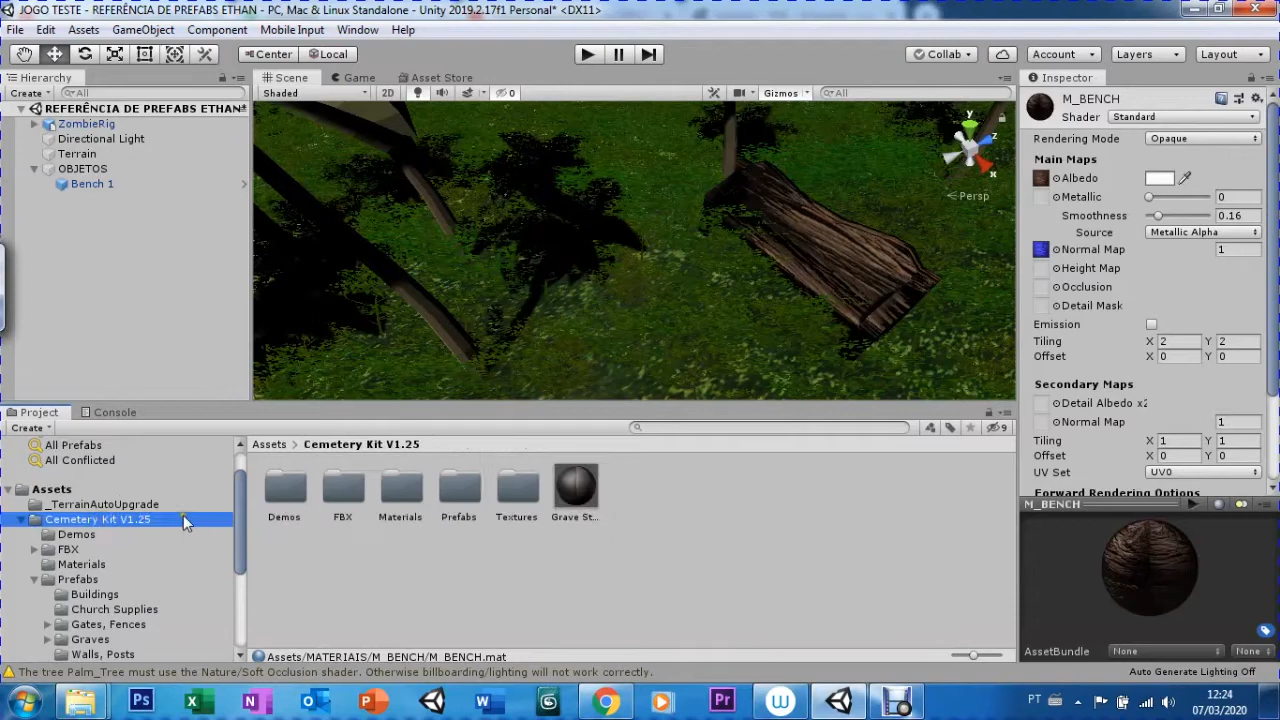 JOGO TESTE - REFERÊNCIA DE PREFABS ETHAN - PC, Mac & Linux Standalone - Unity 2019.2.17f1 Personal* <DX11>
File Edit Assets GameObject Component Mobile Input Window Help
Center Local Collab Account Layers Layout
Hierarchy Scene Game Asset Store Inspector
Create All Shaded 2D 0 Gizmos All
REFERÊNCIA DE PREFABS ETHAN
ZombieRig
Directional Light
Terrain
OBJETOS
Bench 1
y
z
x
Persp
M_BENCH
Shader Standard
Rendering Mode Opaque
Main Maps
Albedo
Metallic 0
Smoothness 0.16
Source Metallic Alpha
Normal Map 1
Height Map
Occlusion
Detail Mask
Emission
Tiling X 2 Y 2
Offset X 0 Y 0
Secondary Maps
Detail Albedo x2
Normal Map 1
Tiling X 1 Y 1
Offset X 0 Y 0
UV Set UV0
Forward Rendering Options
M_BENCH
AssetBundle None None
Auto Generate Lighting Off
Project Console
Create 9
All Prefabs
All Conflicted
Assets
_TerrainAutoUpgrade
Cemetery Kit V1.25
Demos
FBX
Materials
Prefabs
Buildings
Church Supplies
Gates, Fences
Graves
Walls, Posts
Assets > Cemetery Kit V1.25
Demos FBX Materials Prefabs Textures Grave St...
Assets/MATERIAIS/M_BENCH/M_BENCH.mat
The tree Palm_Tree must use the Nature/Soft Occlusion shader. Otherwise billboarding/lighting will not work correctly.
Ps Pr
PT
12:24
07/03/2020